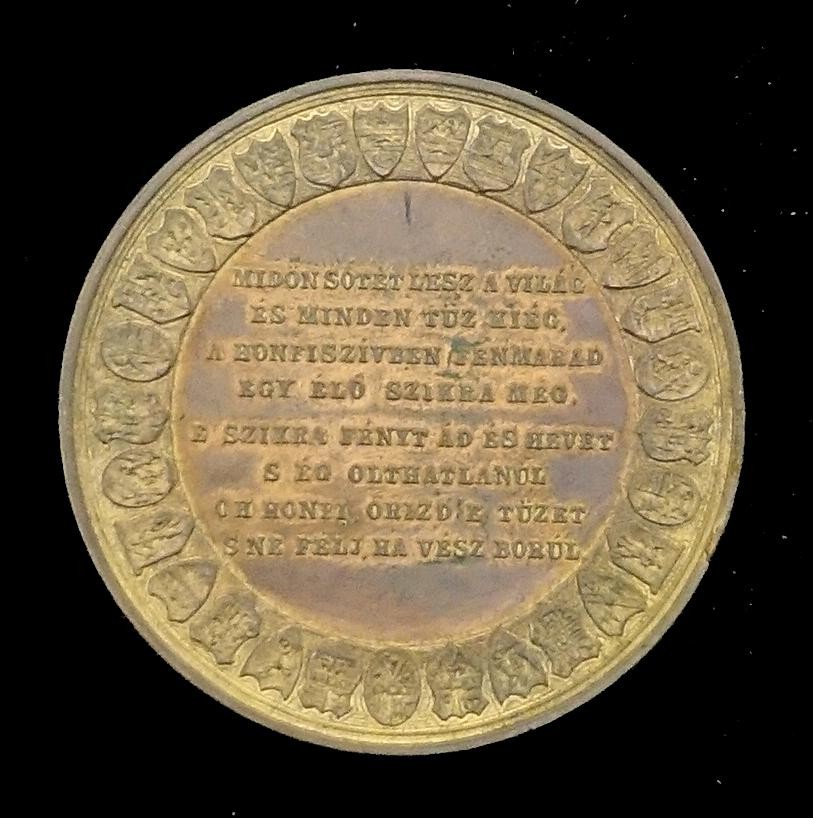 MIDŐN SÖTÉT LESZ A VILÁG
ÉS MINDEN TŰZ KIÉG,
A HONFISZÍVBEN FENMARAD
EGY ÉLŐ SZIKRA MÉG.
E' SZIKRA FÉNYT ÁD ÉS HEVET
S ÉG OLTHATLANÚL
OH HONFI, ŐRIZD E TÜZET
S NE FÉLJ, HA VÉSZ BORÚL